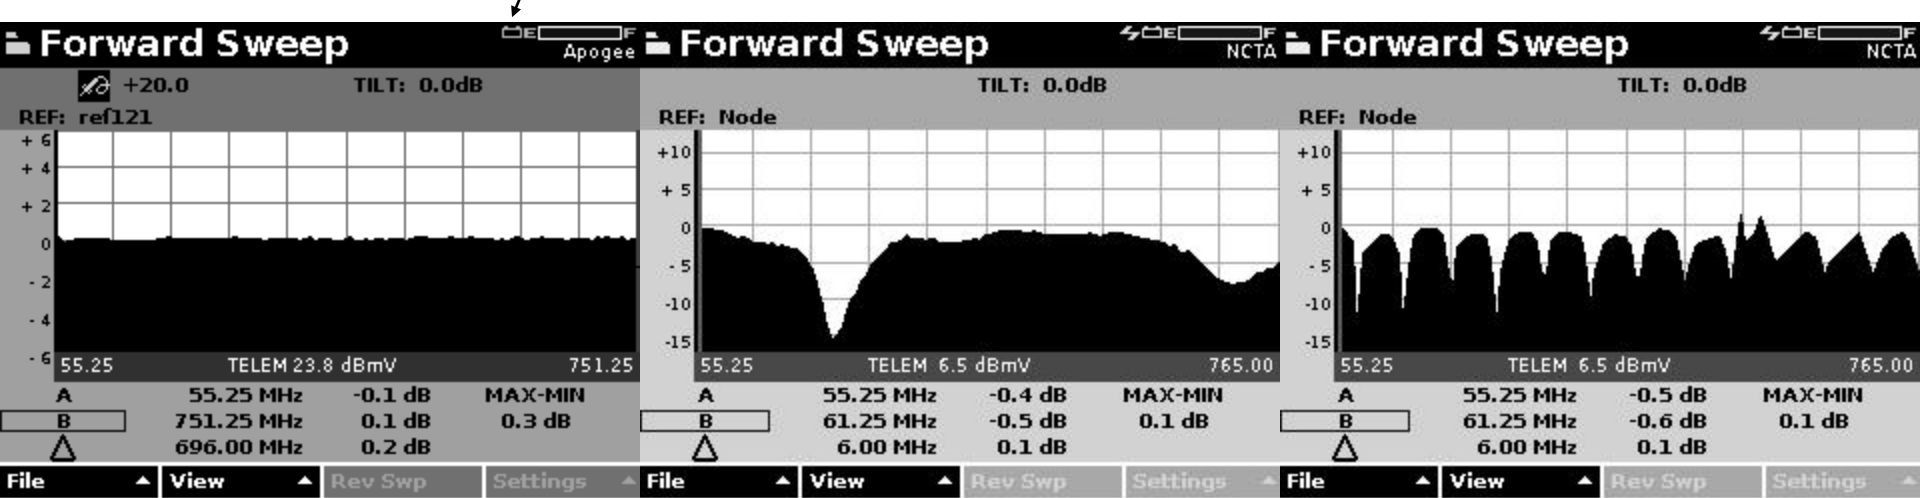 Forward Sweep
E F
Apogee
+20.0 TILT: 0.0dB
REF: ref121
+ 6
+ 4
+ 2
0
- 2
- 4
- 6
55.25 TELEM 23.8 dBmV 751.25
A 55.25 MHz -0.1 dB MAX-MIN
B 751.25 MHz 0.1 dB 0.3 dB
696.00 MHz 0.2 dB
File View Rev Swp Settings
Forward Sweep
E F
NCTA
TILT: 0.0dB
REF: Node
+10
+ 5
0
- 5
-10
-15
55.25 TELEM 6.5 dBmV 765.00
A 55.25 MHz -0.4 dB MAX-MIN
B 61.25 MHz -0.5 dB 0.1 dB
6.00 MHz 0.1 dB
File View Rev Swp Settings
Forward Sweep
E F
NCTA
TILT: 0.0dB
REF: Node
+10
+ 5
0
- 5
-10
-15
55.25 TELEM 6.5 dBmV 765.00
A 55.25 MHz -0.5 dB MAX-MIN
B 61.25 MHz -0.6 dB 0.1 dB
6.00 MHz 0.1 dB
File View Rev Swp Settings